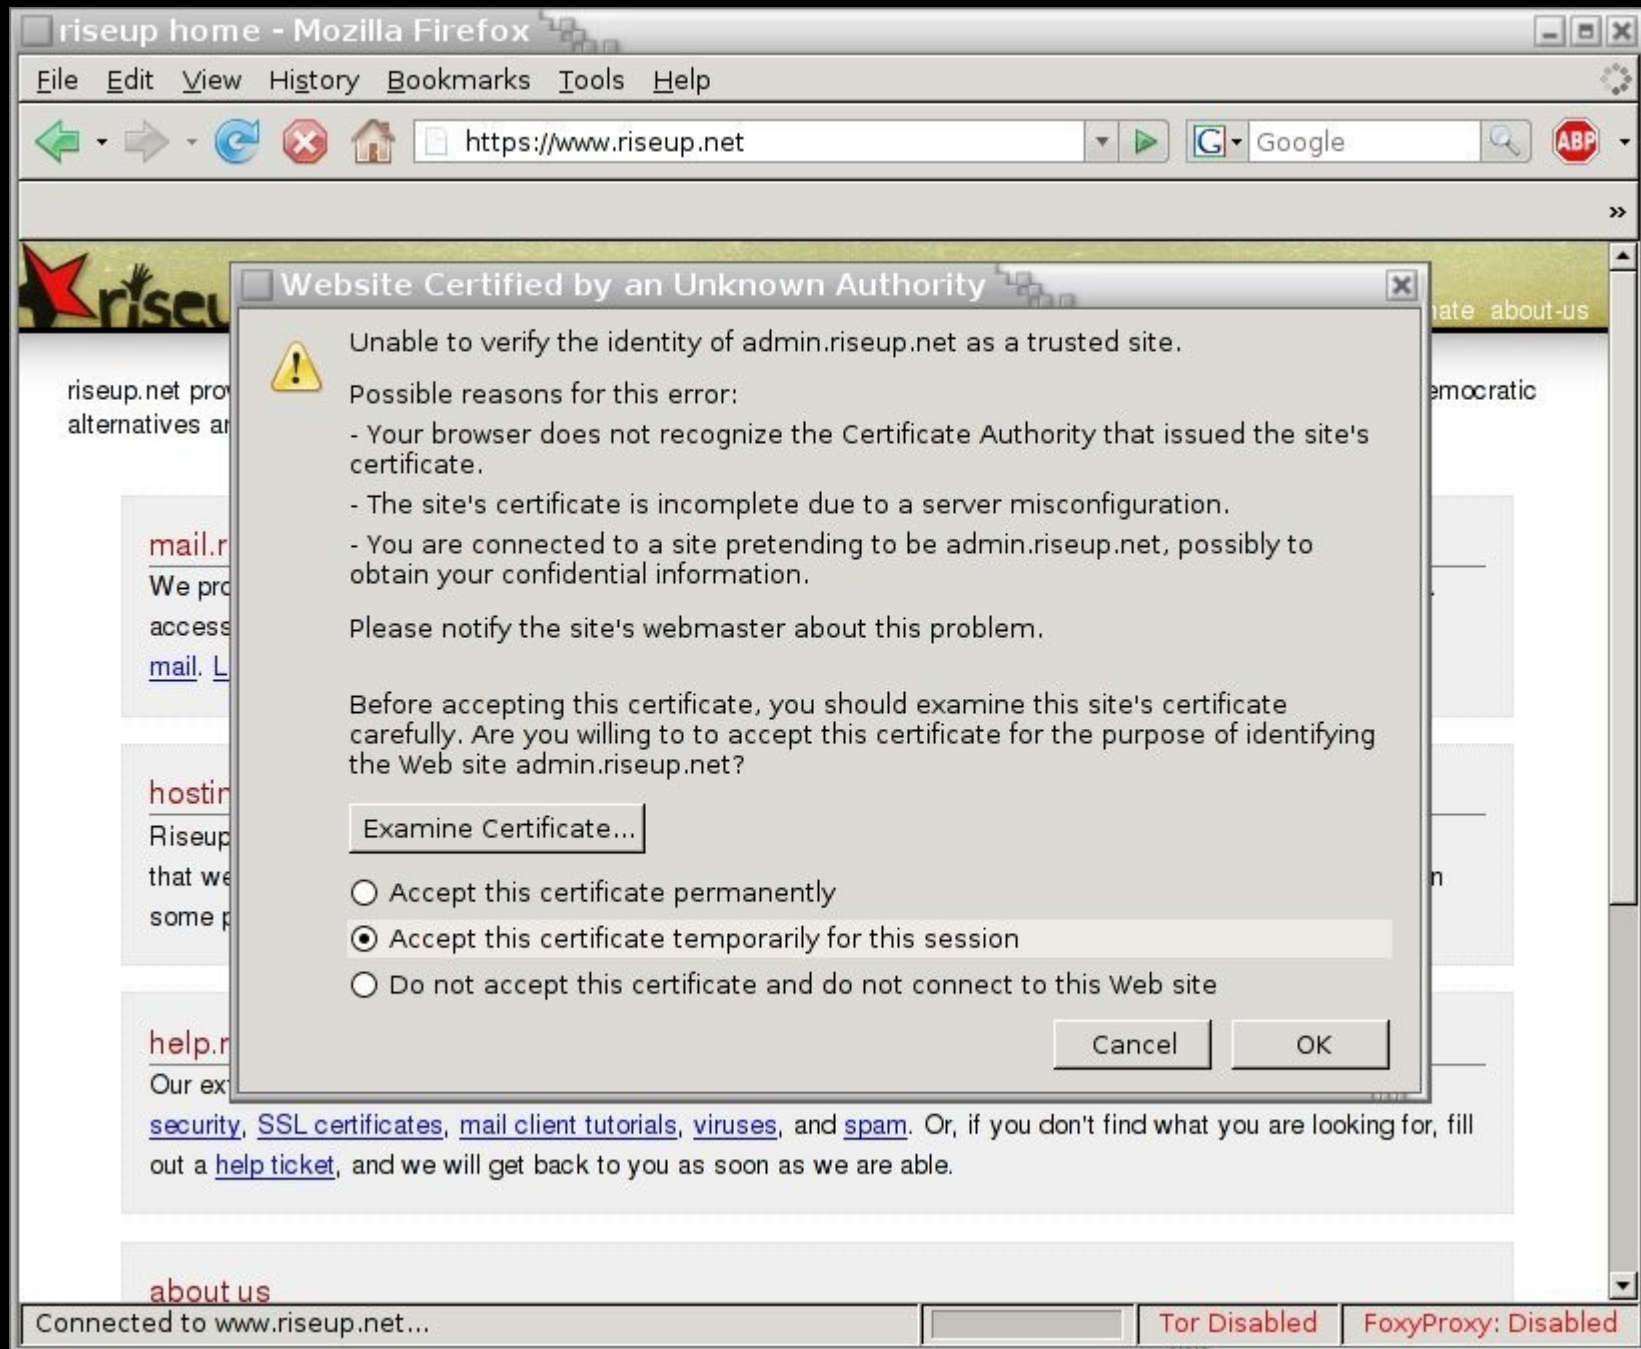 riseup home - Mozilla Firefox
File Edit View History Bookmarks Tools Help
https://www.riseup.net
G Google
ABP
»
Website Certified by an Unknown Authority
about-us
riseup.net
alternatives
Unable to verify the identity of admin.riseup.net as a trusted site.
Possible reasons for this error:
- Your browser does not recognize the Certificate Authority that issued the site's
certificate.
- The site's certificate is incomplete due to a server misconfiguration.
- You are connected to a site pretending to be admin.riseup.net, possibly to
obtain your confidential information.
Please notify the site's webmaster about this problem.
Before accepting this certificate, you should examine this site's certificate
carefully. Are you willing to to accept this certificate for the purpose of identifying
the Web site admin.riseup.net?
Examine Certificate...
Accept this certificate permanently
Accept this certificate temporarily for this session
Do not accept this certificate and do not connect to this Web site
Cancel OK
We
access
mail.
Riseup
that we
some
Our
security, SSL certificates, mail client tutorials, viruses, and spam. Or, if you don't find what you are looking for, fill
out a help ticket, and we will get back to you as soon as we are able.
about us
Connected to www.riseup.net...
Tor Disabled
FoxyProxy: Disabled